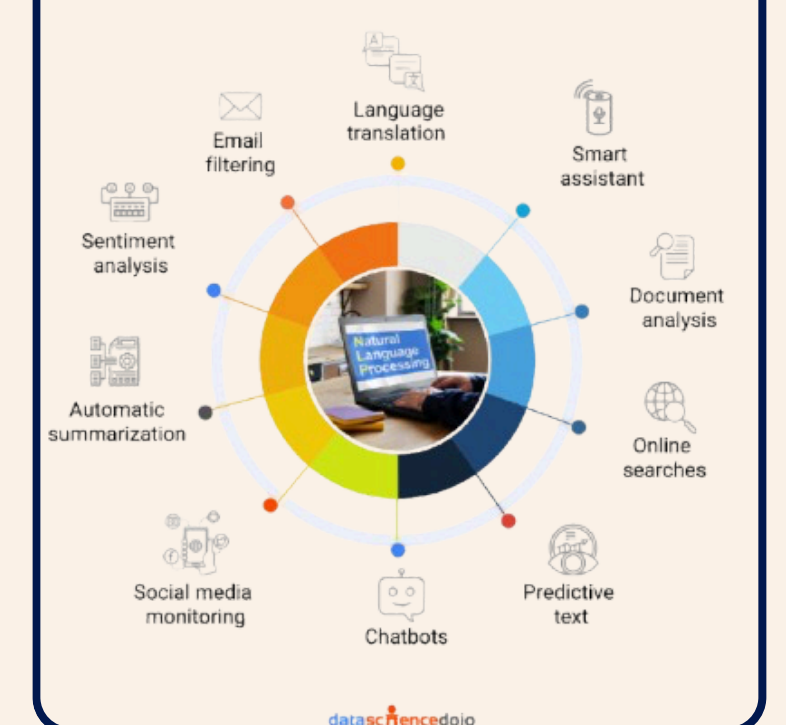 Language
translation
Smart
assistant
Document
analysis
Online
searches
Predictive
text
Chatbots
Social media
monitoring
Automatic
summarization
Sentiment
analysis
Email
filtering
Natural
Language
Processing
datasciencedojo